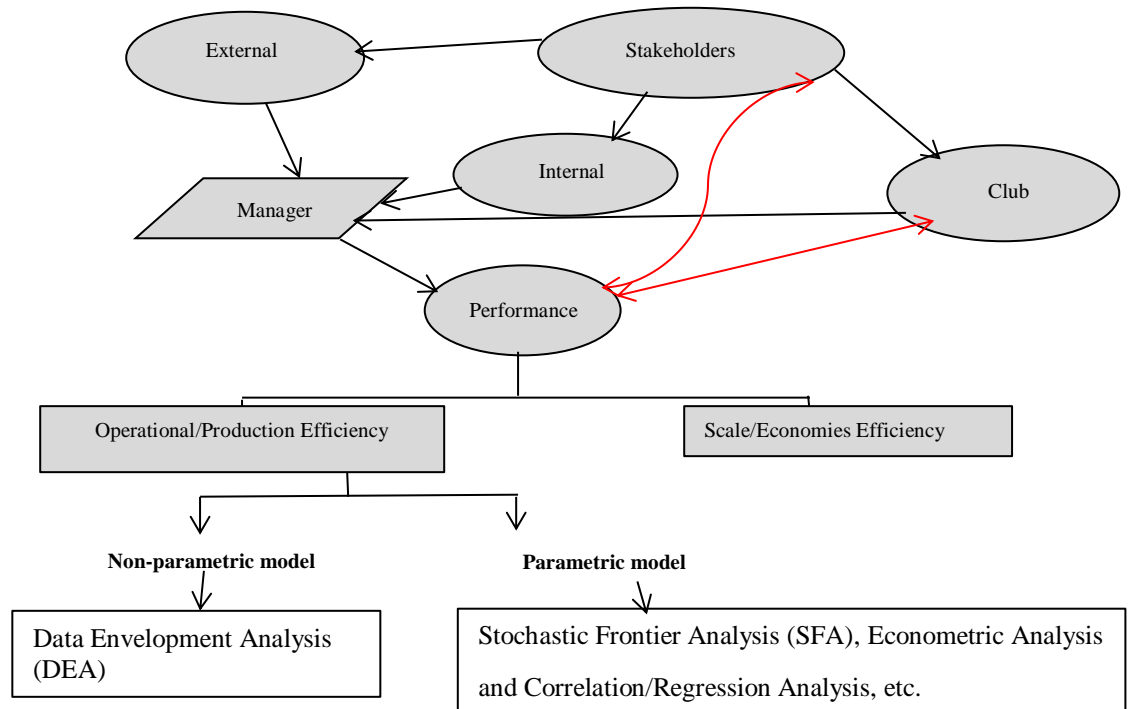 External
Stakeholders
Internal
Club
Manager
Performance
Operational/Production Efficiency
Scale/Economies Efficiency
Non-parametric model
Parametric model
Data Envelopment Analysis
(DEA)
Stochastic Frontier Analysis (SFA), Econometric Analysis
and Correlation/Regression Analysis, etc.